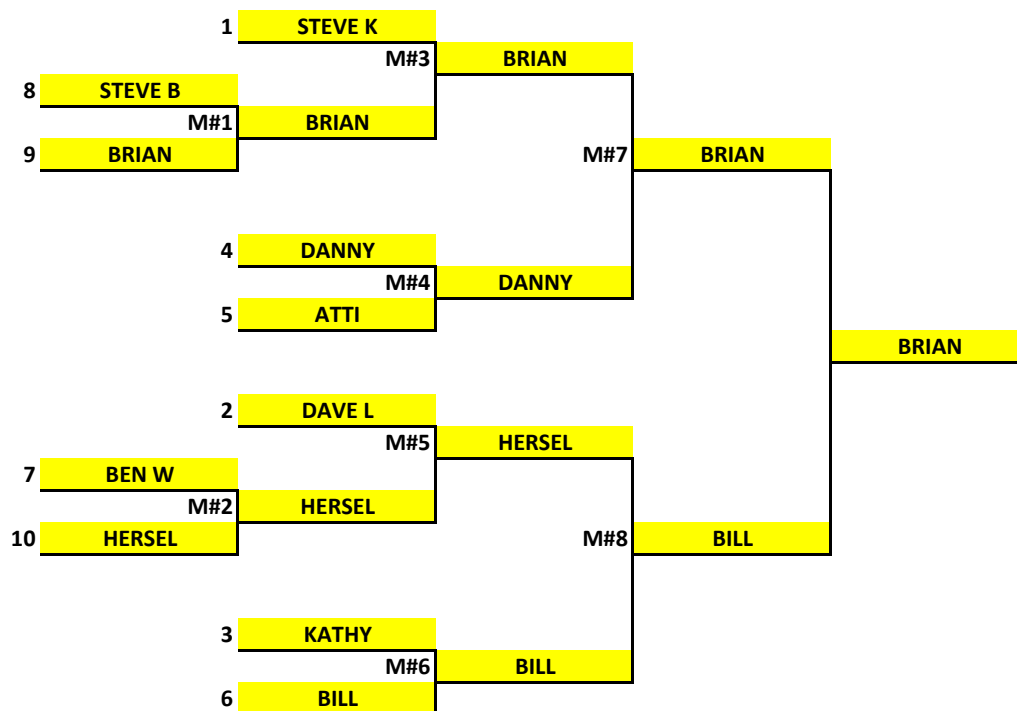 1 STEVE K
M#3 BRIAN
8 STEVE B
M#1 BRIAN
9 BRIAN
M#7 BRIAN
4 DANNY
M#4 DANNY
5 ATTI
BRIAN
2 DAVE L
M#5 HERSEL
7 BEN W
M#2 HERSEL
10 HERSEL
M#8 BILL
3 KATHY
M#6 BILL
6 BILL